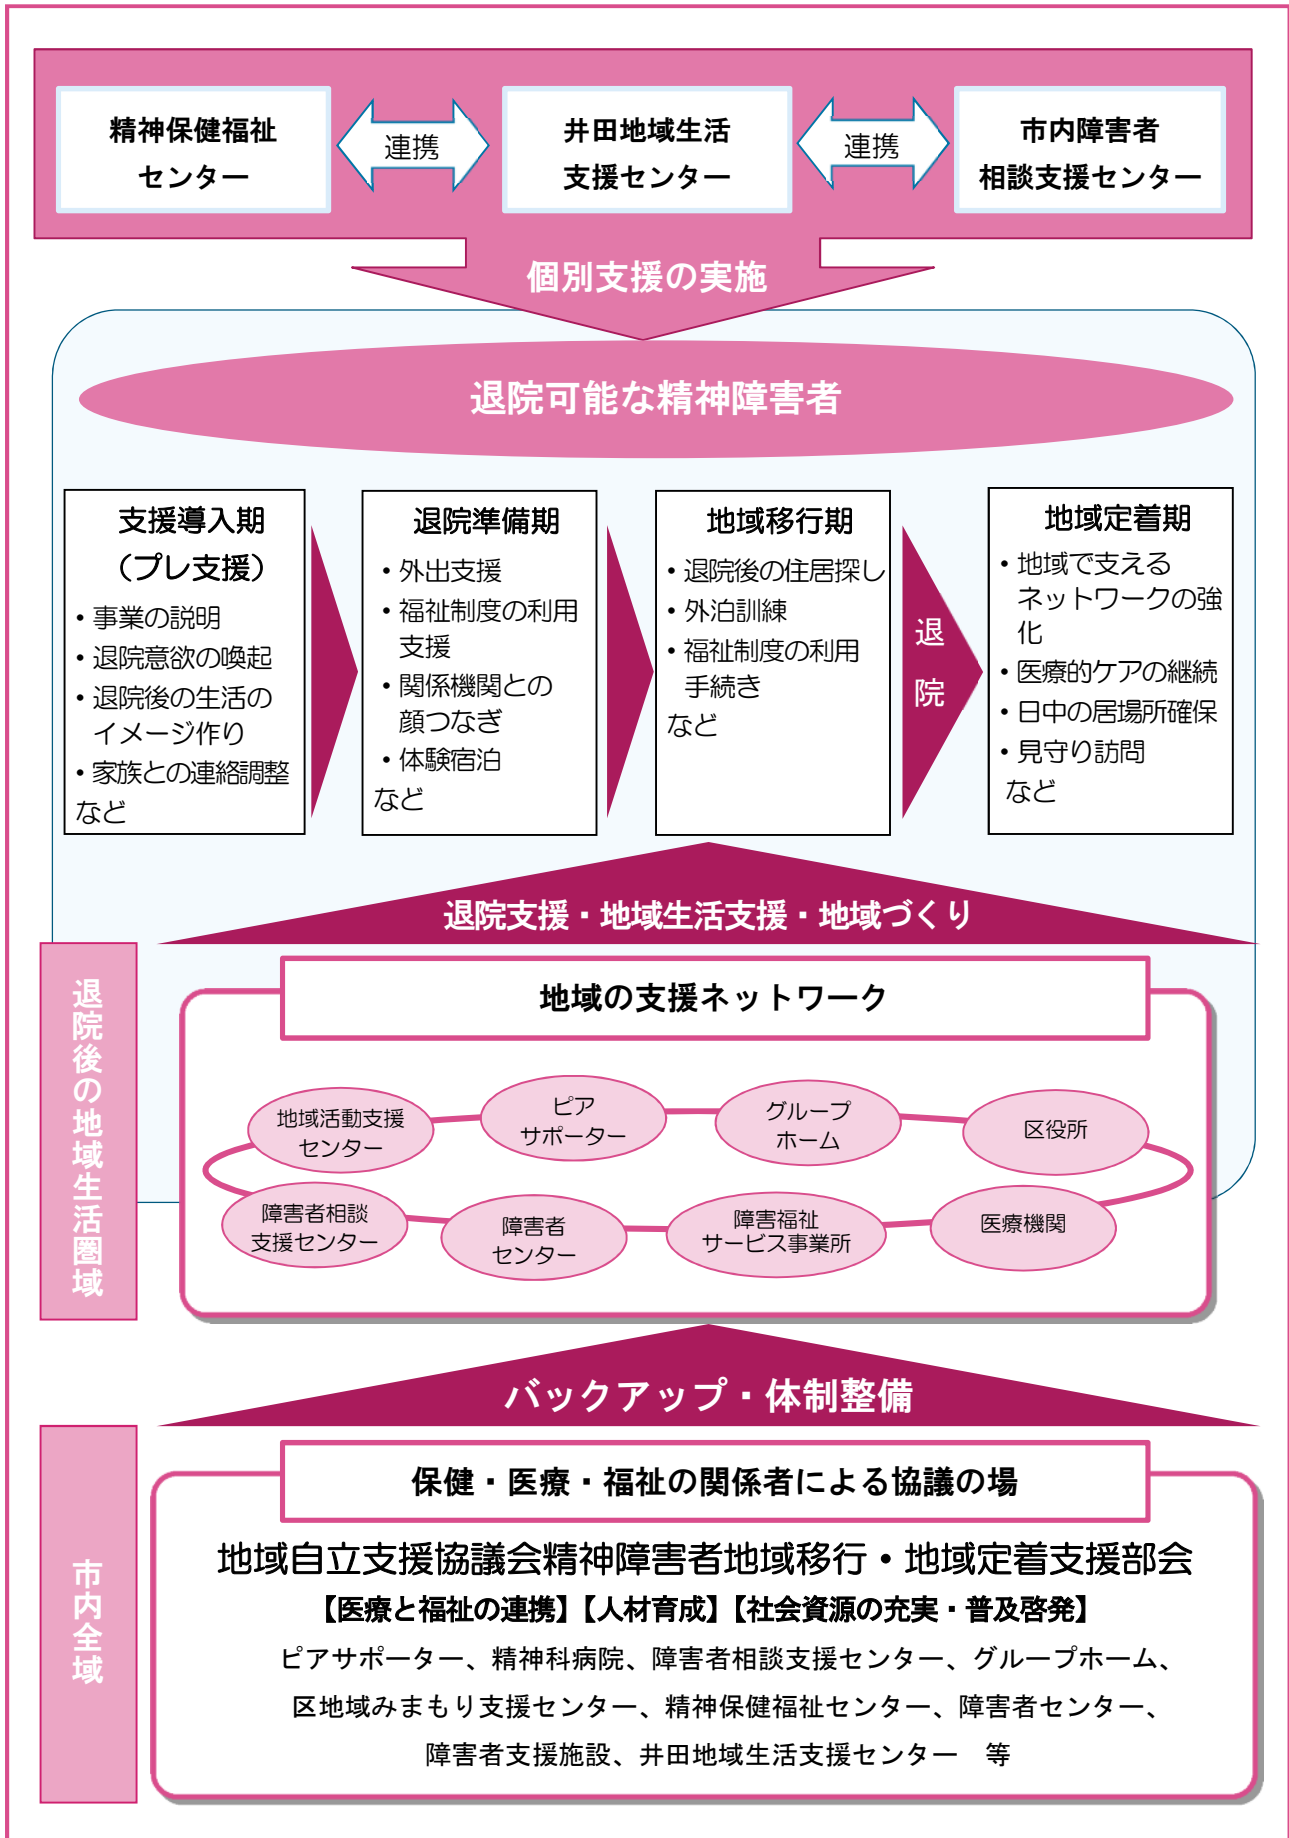 精神保健福祉
センター
連携
井田地域生活
支援センター
連携
市内障害者
相談支援センター
個別支援の実施
退院可能な精神障害者
支援導入期
（プレ支援）
・事業の説明
・退院意欲の喚起
・退院後の生活の
イメージ作り
・家族との連絡調整
など
退院準備期
・外出支援
・福祉制度の利用
支援
・関係機関との
顔つなぎ
・体験宿泊
など
地域移行期
・退院後の住居探し
・外泊訓練
・福祉制度の利用
手続き
など
退院
地域定着期
・地域で支える
ネットワークの強
化
・医療的ケアの継続
・日中の居場所確保
・見守り訪問
など
退院支援・地域生活支援・地域づくり
退院後の地域生活圏域
地域の支援ネットワーク
地域活動支援
センター
ピア
サポーター
グループ
ホーム
区役所
障害者相談
支援センター
障害者
センター
障害福祉
サービス事業所
医療機関
バックアップ・体制整備
市内全域
保健・医療・福祉の関係者による協議の場
地域自立支援協議会精神障害者地域移行・地域定着支援部会
【医療と福祉の連携】【人材育成】【社会資源の充実・普及啓発】
ピアサポーター、精神科病院、障害者相談支援センター、グループホーム、
区地域みまもり支援センター、精神保健福祉センター、障害者センター、
障害者支援施設、井田地域生活支援センター　等